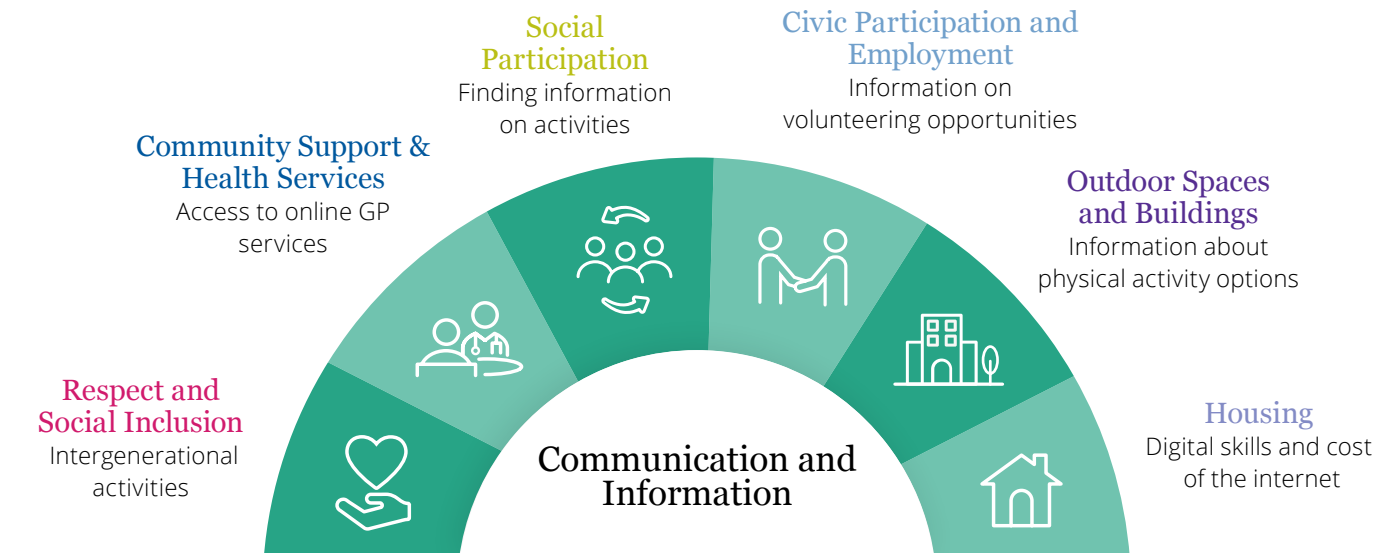 Social
Participation
Finding information
on activities
Civic Participation and
Employment
Information on
volunteering opportunities
Community Support &
Health Services
Access to online GP
services
Outdoor Spaces
and Buildings
Information about
physical activity options
Respect and
Social Inclusion
Intergenerational
activities
Housing
Digital skills and cost
of the internet
Communication and
Information